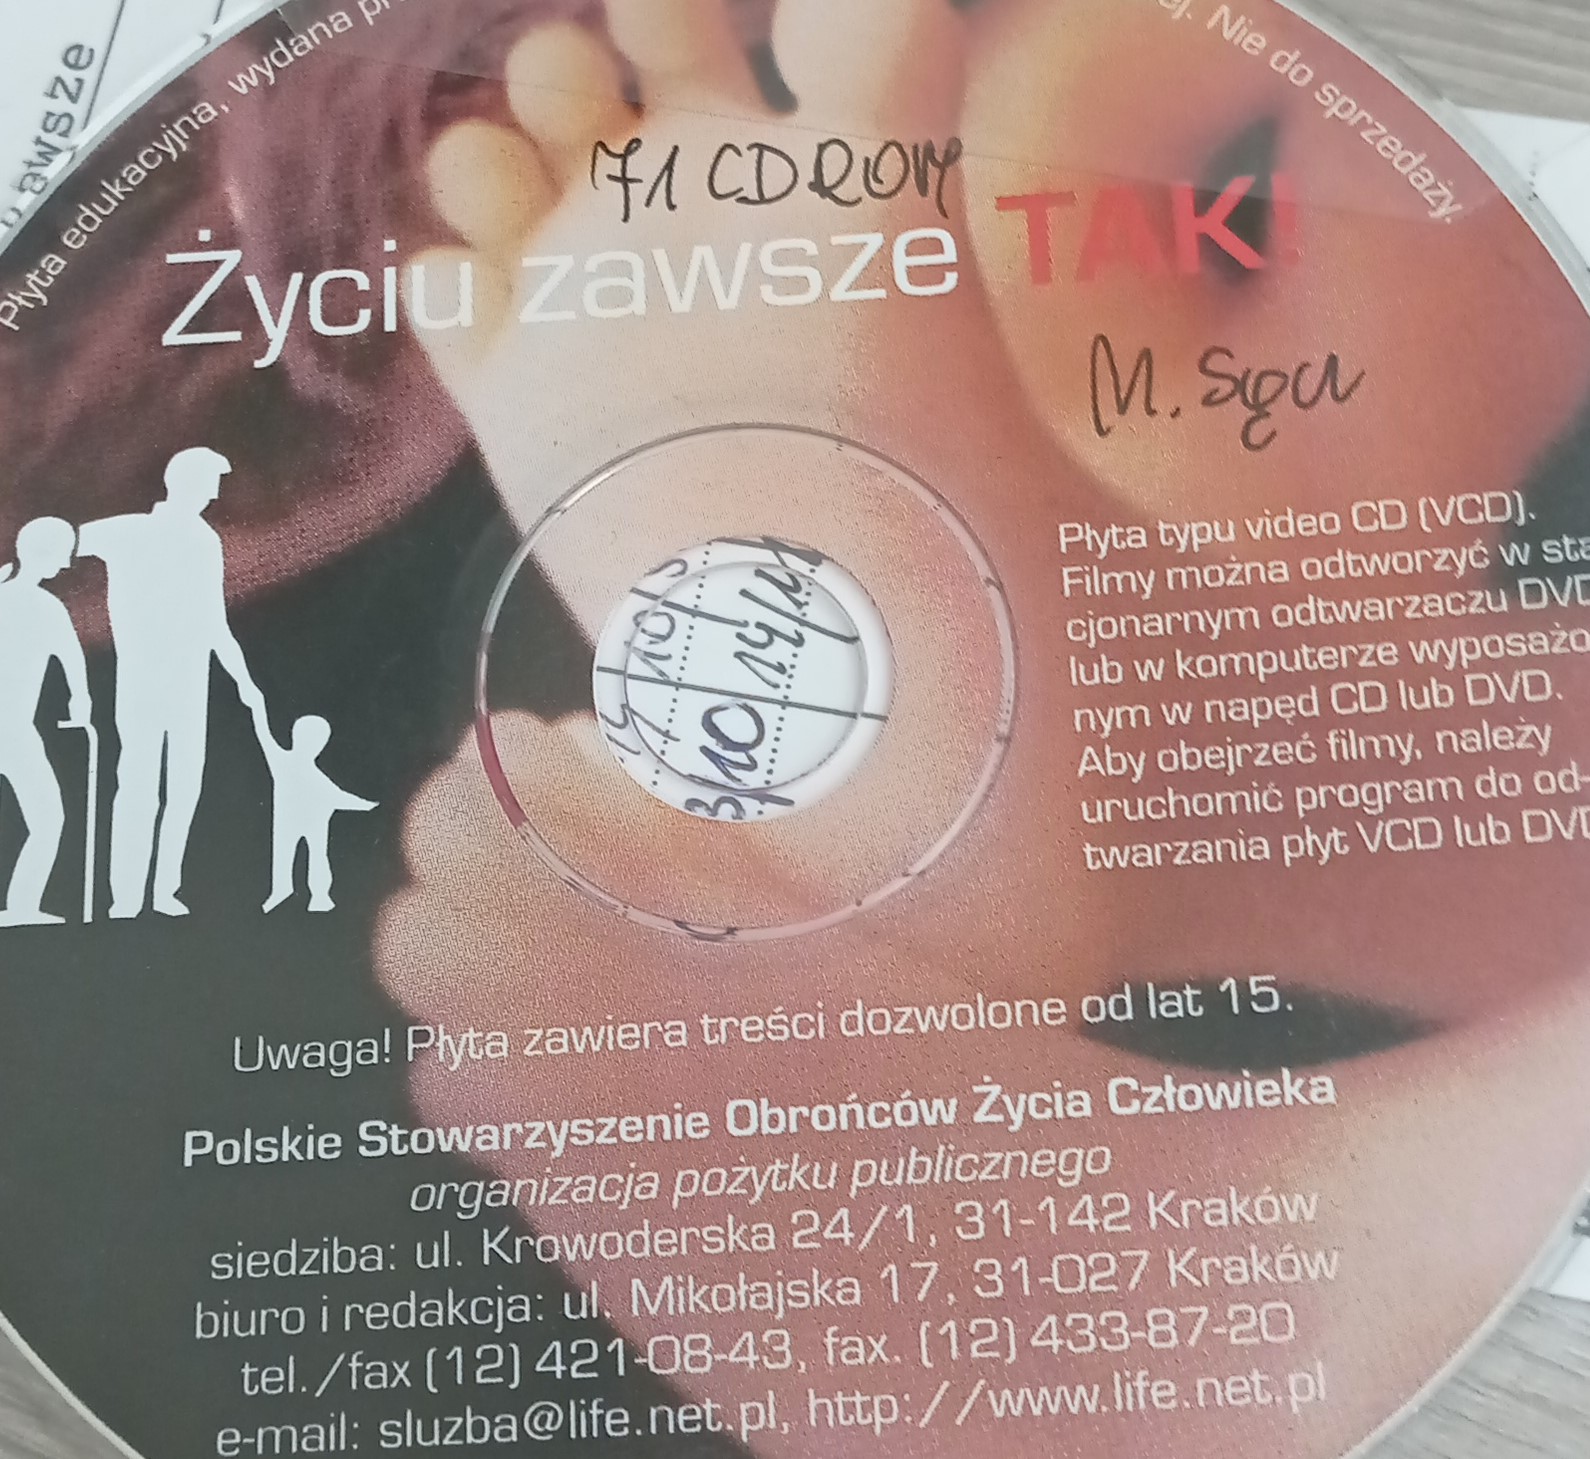 awsze
Płyta edukacyjna, wydana
Nie do sprzedaży.
71 CDROM
Życiu zawsze TAK!
M.
Płyta typu video CD (VCD).
Filmy można odtworzyć w sta
cjonarnym odtwarzaczu DVD
lub w komputerze wyposażo
nym w napęd CD lub DVD.
Aby obejrzeć filmy, należy
uruchomić program do od-
twarzania płyt VCD lub DVD
10
10 14
Uwaga! Płyta zawiera treści dozwolone od lat 15.
Polskie Stowarzyszenie Obrońców Życia Człowieka
organizacja pożytku publicznego
siedziba: ul. Krowoderska 24/1, 31-142 Kraków
biuro i redakcja: ul. Mikołajska 17, 31-027 Kraków
tel./fax (12) 421-08-43, fax. (12) 433-87-20
e-mail: sluzba@life.net.pl, http://www.life.net.pl